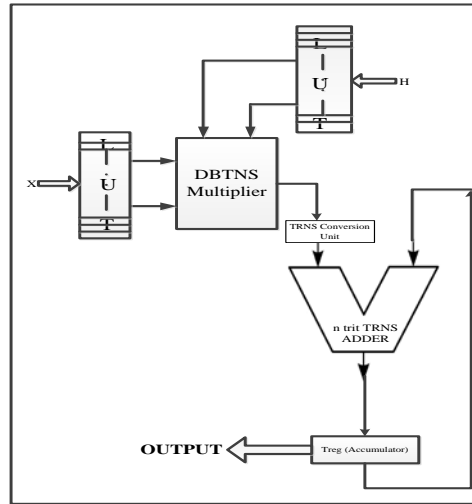 L
U
T
H
L
U
T
X
DBTNS
Multiplier
TRNS Conversion
Unit
n trit TRNS
ADDER
Treg (Accumulator)
OUTPUT